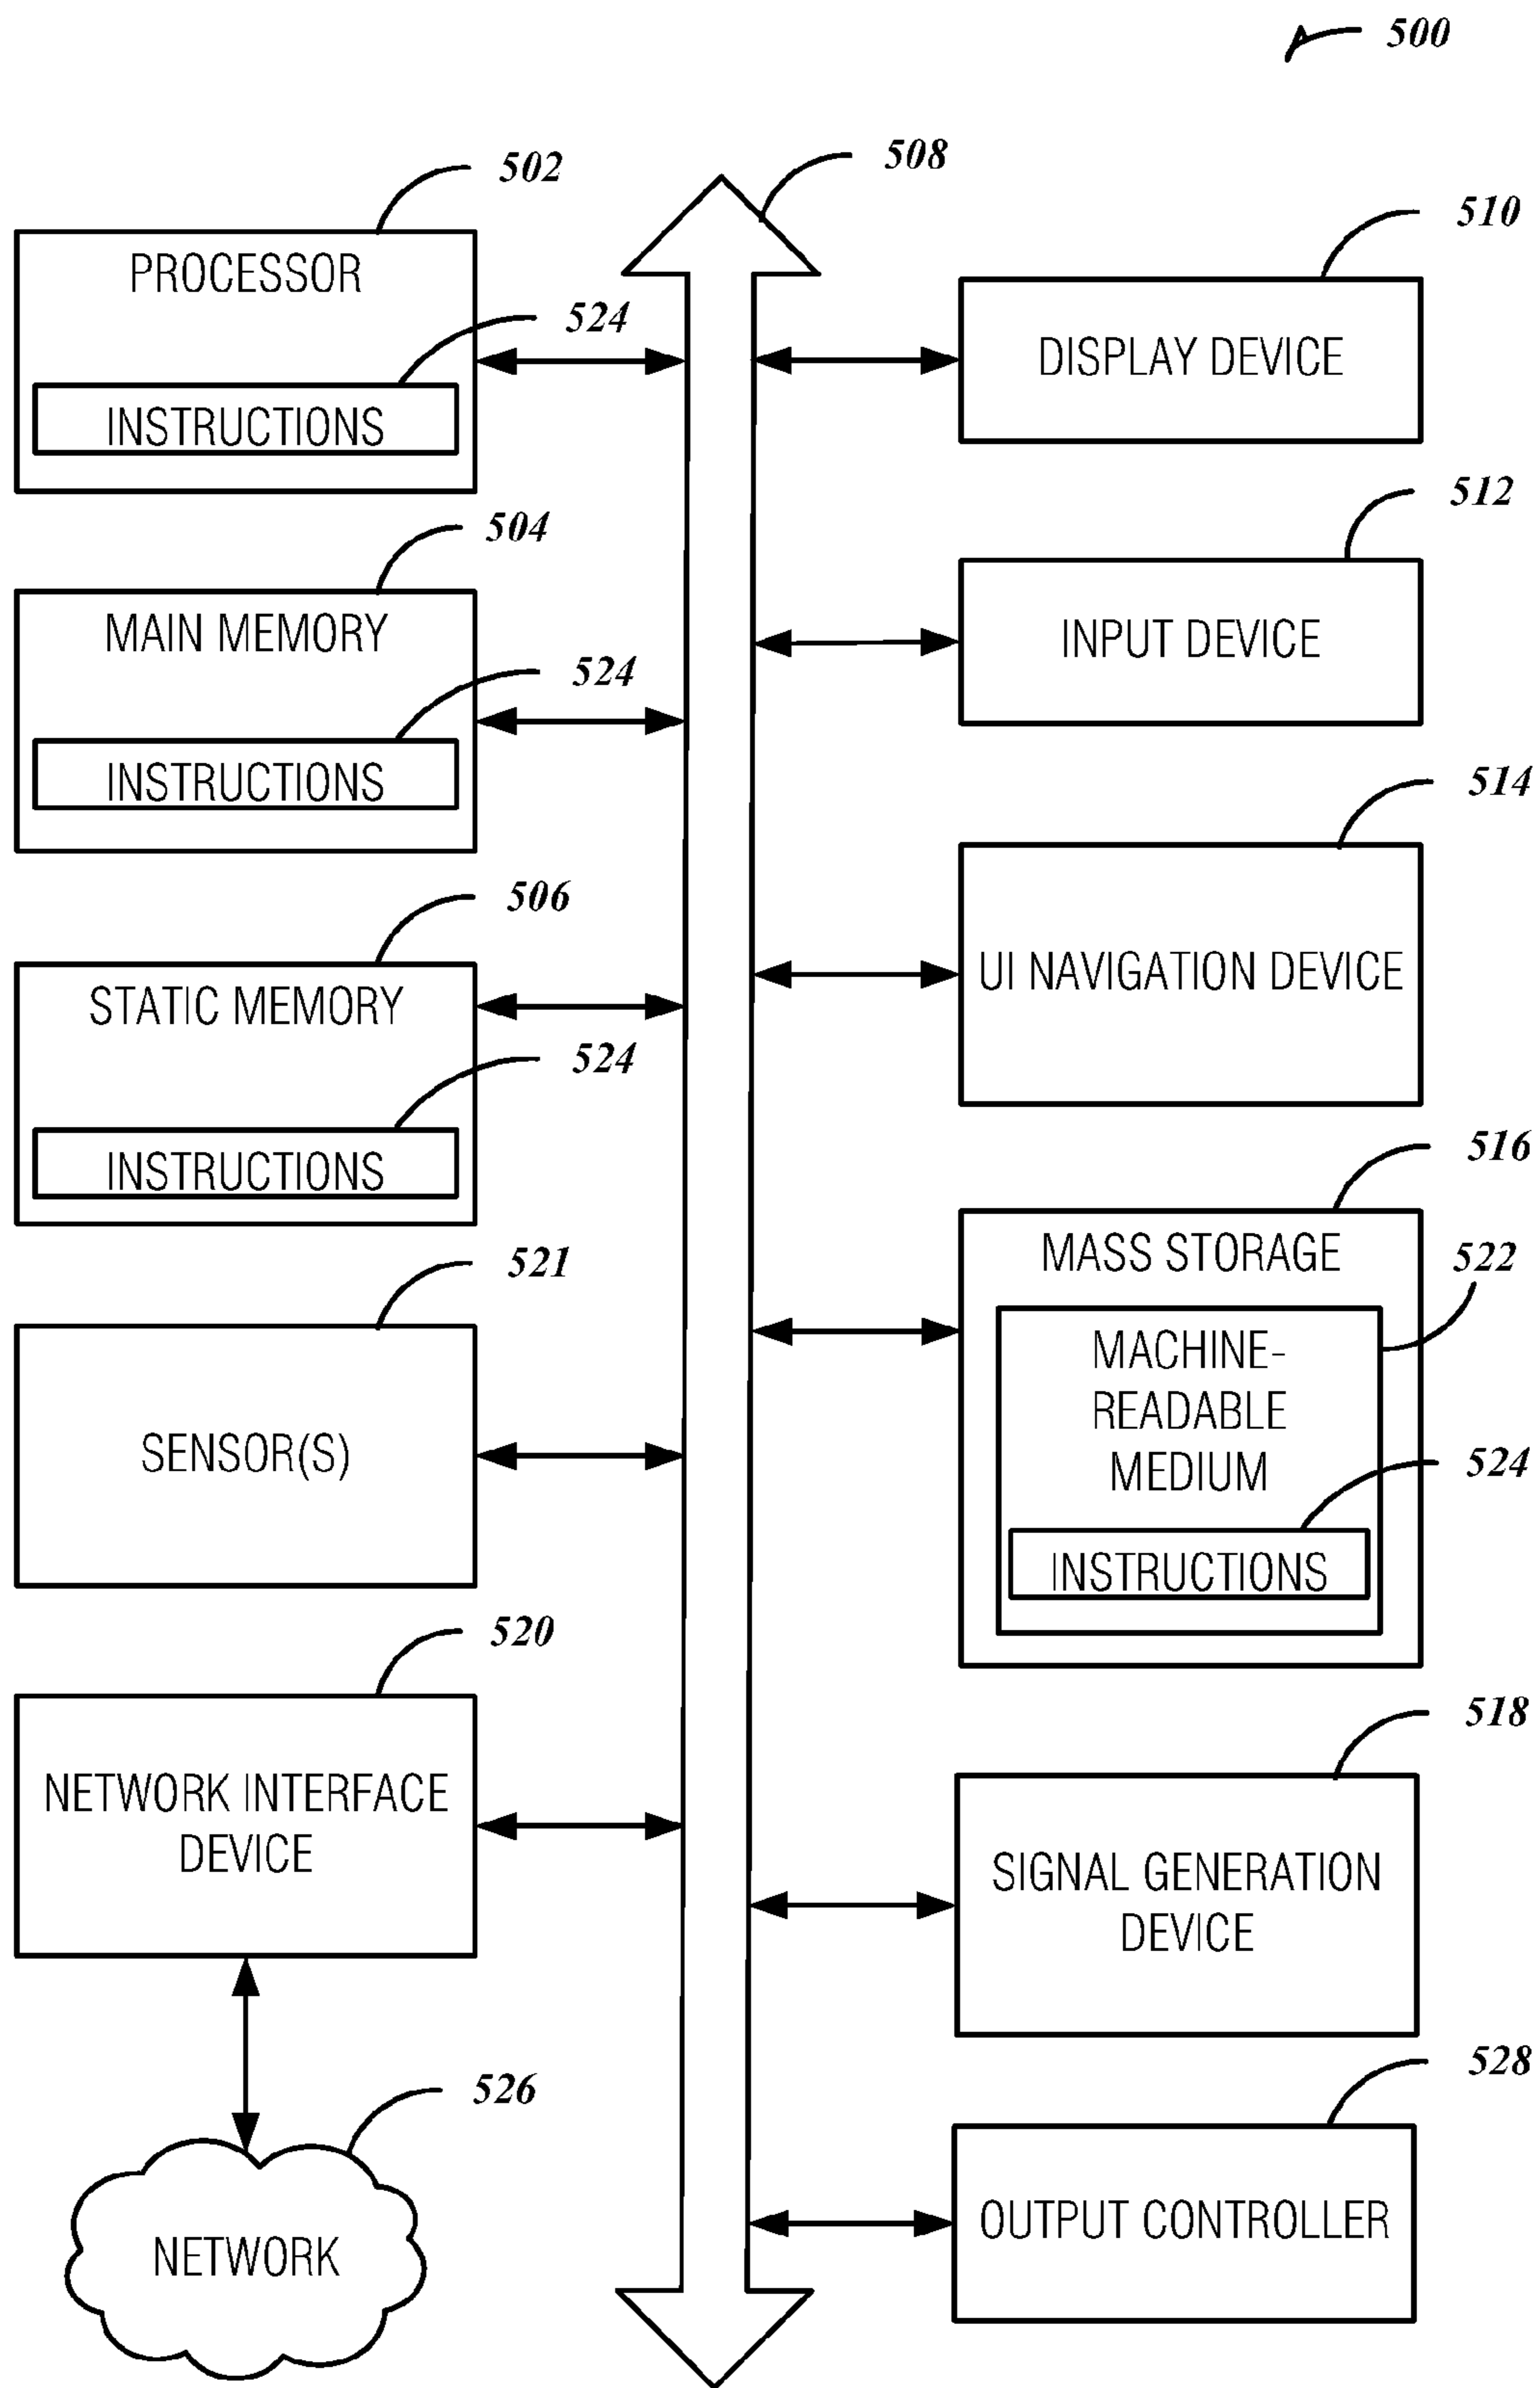 500
508
502
PROCESSOR
524
INSTRUCTIONS
504
MAIN MEMORY
524
INSTRUCTIONS
506
STATIC MEMORY
524
INSTRUCTIONS
521
SENSOR(S)
520
NETWORK INTERFACE
DEVICE
526
NETWORK
510
DISPLAY DEVICE
512
INPUT DEVICE
514
UI NAVIGATION DEVICE
516
MASS STORAGE
522
MACHINE-
READABLE
MEDIUM
524
INSTRUCTIONS
518
SIGNAL GENERATION
DEVICE
528
OUTPUT CONTROLLER